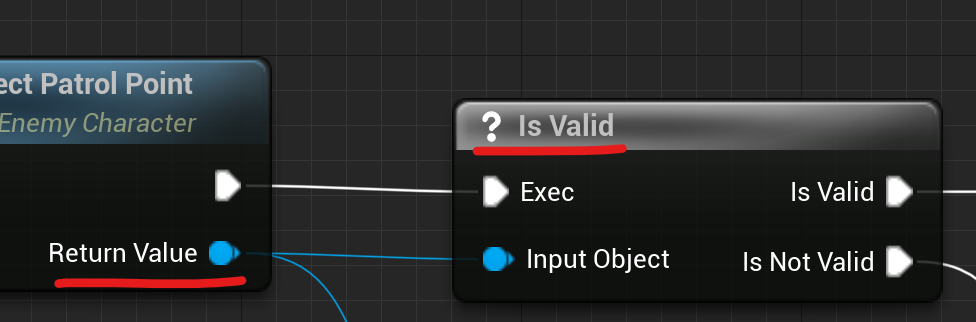 ect Patrol Point
Enemy Character
Return Value
? Is Valid
Exec
Is Valid
Input Object
Is Not Valid